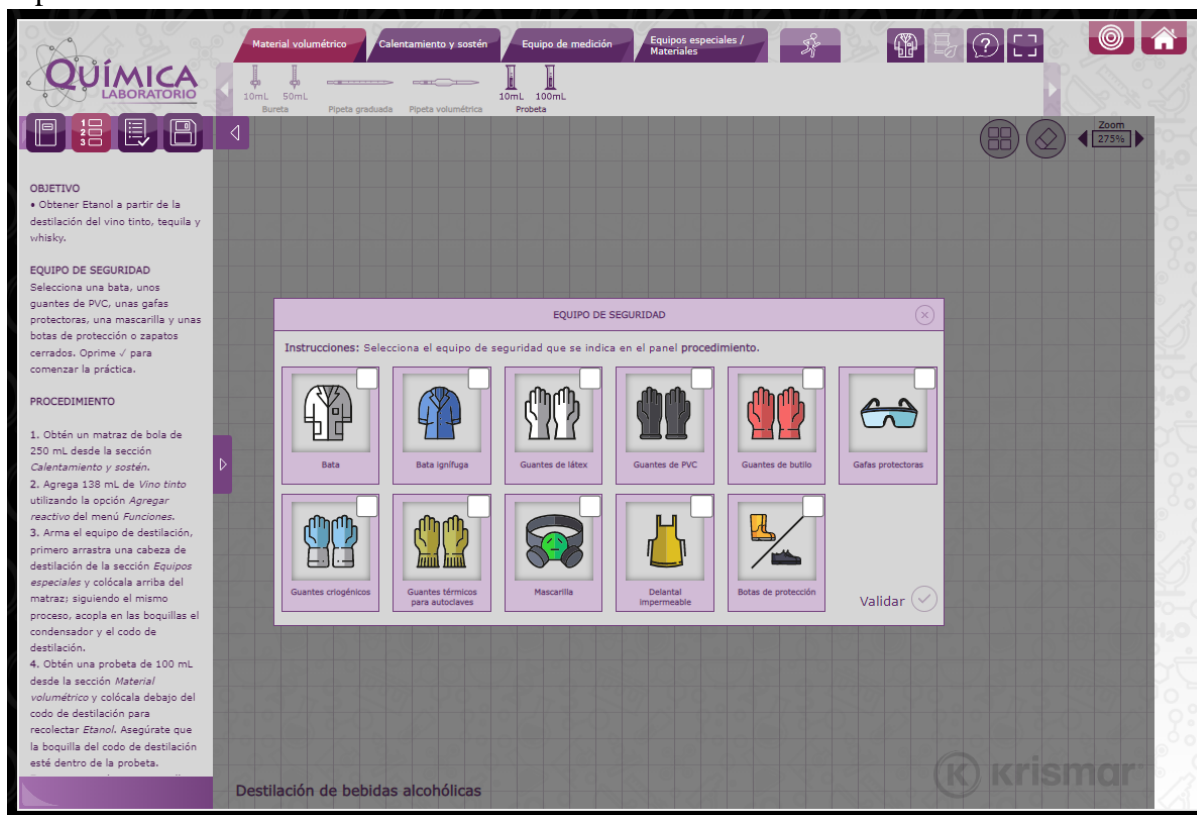 Material volumétrico
Calentamiento y sostén
Equipo de medición
Equipos especiales /
Materiales
QUÍMICA
LABORATORIO
10mL 50mL
Bureta
Pipeta graduada
Pipeta volumétrica
10mL 100mL
Probeta
Zoom
275%
OBJETIVO
• Obtener Etanol a partir de la
destilación del vino tinto, tequila y
whisky.
EQUIPO DE SEGURIDAD
Selecciona una bata, unos
guantes de PVC, unas gafas
protectoras, una mascarilla y unas
botas de protección o zapatos
cerrados. Oprime √ para
comenzar la práctica.
PROCEDIMIENTO
1. Obtén un matraz de bola de
250 mL desde la sección
Calentamiento y sostén.
2. Agrega 138 mL de Vino tinto
utilizando la opción Agregar
reactivo del menú Funciones.
3. Arma el equipo de destilación,
primero arrastra una cabeza de
destilación de la sección Equipos
especiales y colócala arriba del
matraz; siguiendo el mismo
proceso, acopla en las boquillas el
condensador y el codo de
destilación.
4. Obtén una probeta de 100 mL
desde la sección Material
volumétrico y colócala debajo del
codo de destilación para
recolectar Etanol. Asegúrate que
la boquilla del codo de destilación
esté dentro de la probeta.
EQUIPO DE SEGURIDAD
Instrucciones: Selecciona el equipo de seguridad que se indica en el panel procedimiento.
Bata
Bata ignífuga
Guantes de látex
Guantes de PVC
Guantes de butilo
Gafas protectoras
Guantes criogénicos
Guantes térmicos
para autoclaves
Mascarilla
Delantal
impermeable
Botas de protección
Validar
Destilación de bebidas alcohólicas
K krismar